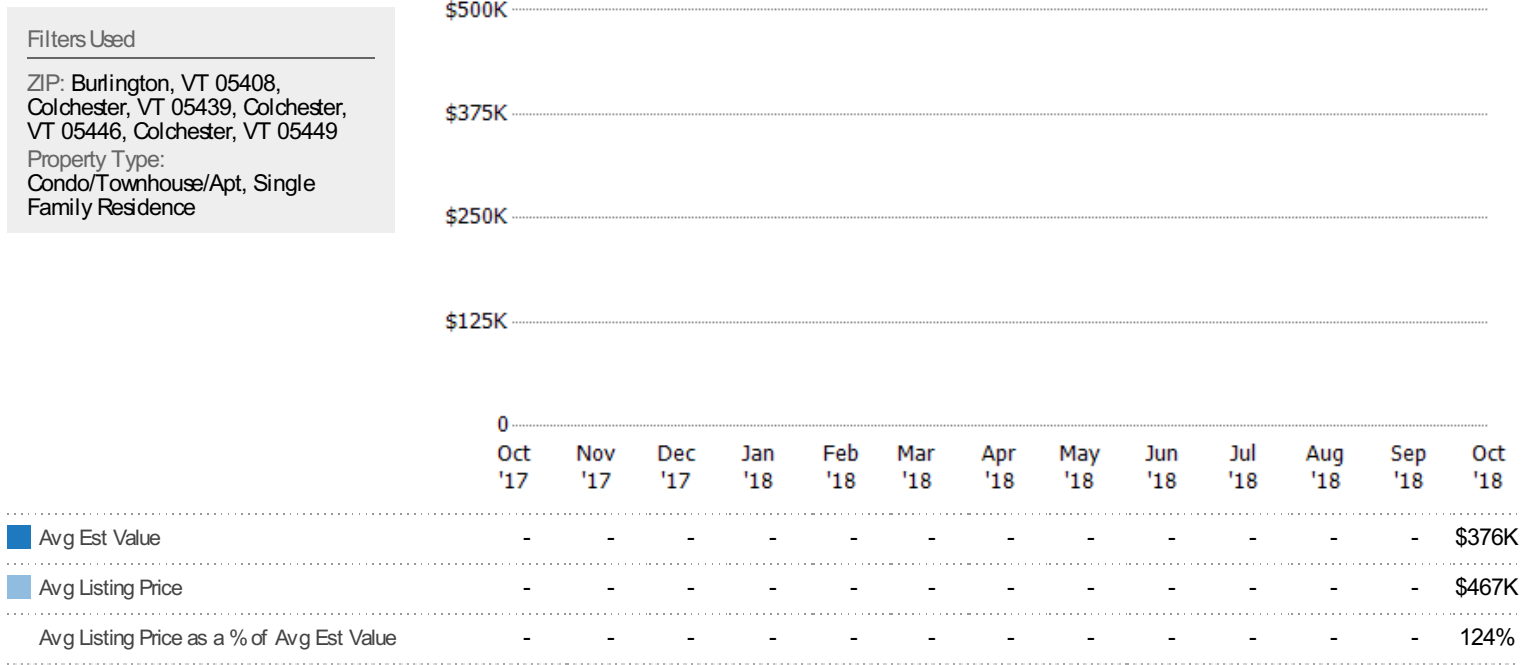 Filters Used
ZIP: Burlington, VT 05408,
Colchester, VT 05439, Colchester,
VT 05446, Colchester, VT 05449
Property Type:
Condo/Townhouse/Apt, Single
Family Residence
$500K
$375K
$250K
$125K
0
Oct Nov Dec Jan Feb Mar Apr May Jun Jul Aug Sep Oct
'17 '17 '17 '18 '18 '18 '18 '18 '18 '18 '18 '18 '18
Avg Est Value - - - - - - - - - - - - $376K
Avg Listing Price - - - - - - - - - - - - $467K
Avg Listing Price as a % of Avg Est Value - - - - - - - - - - - - 124%